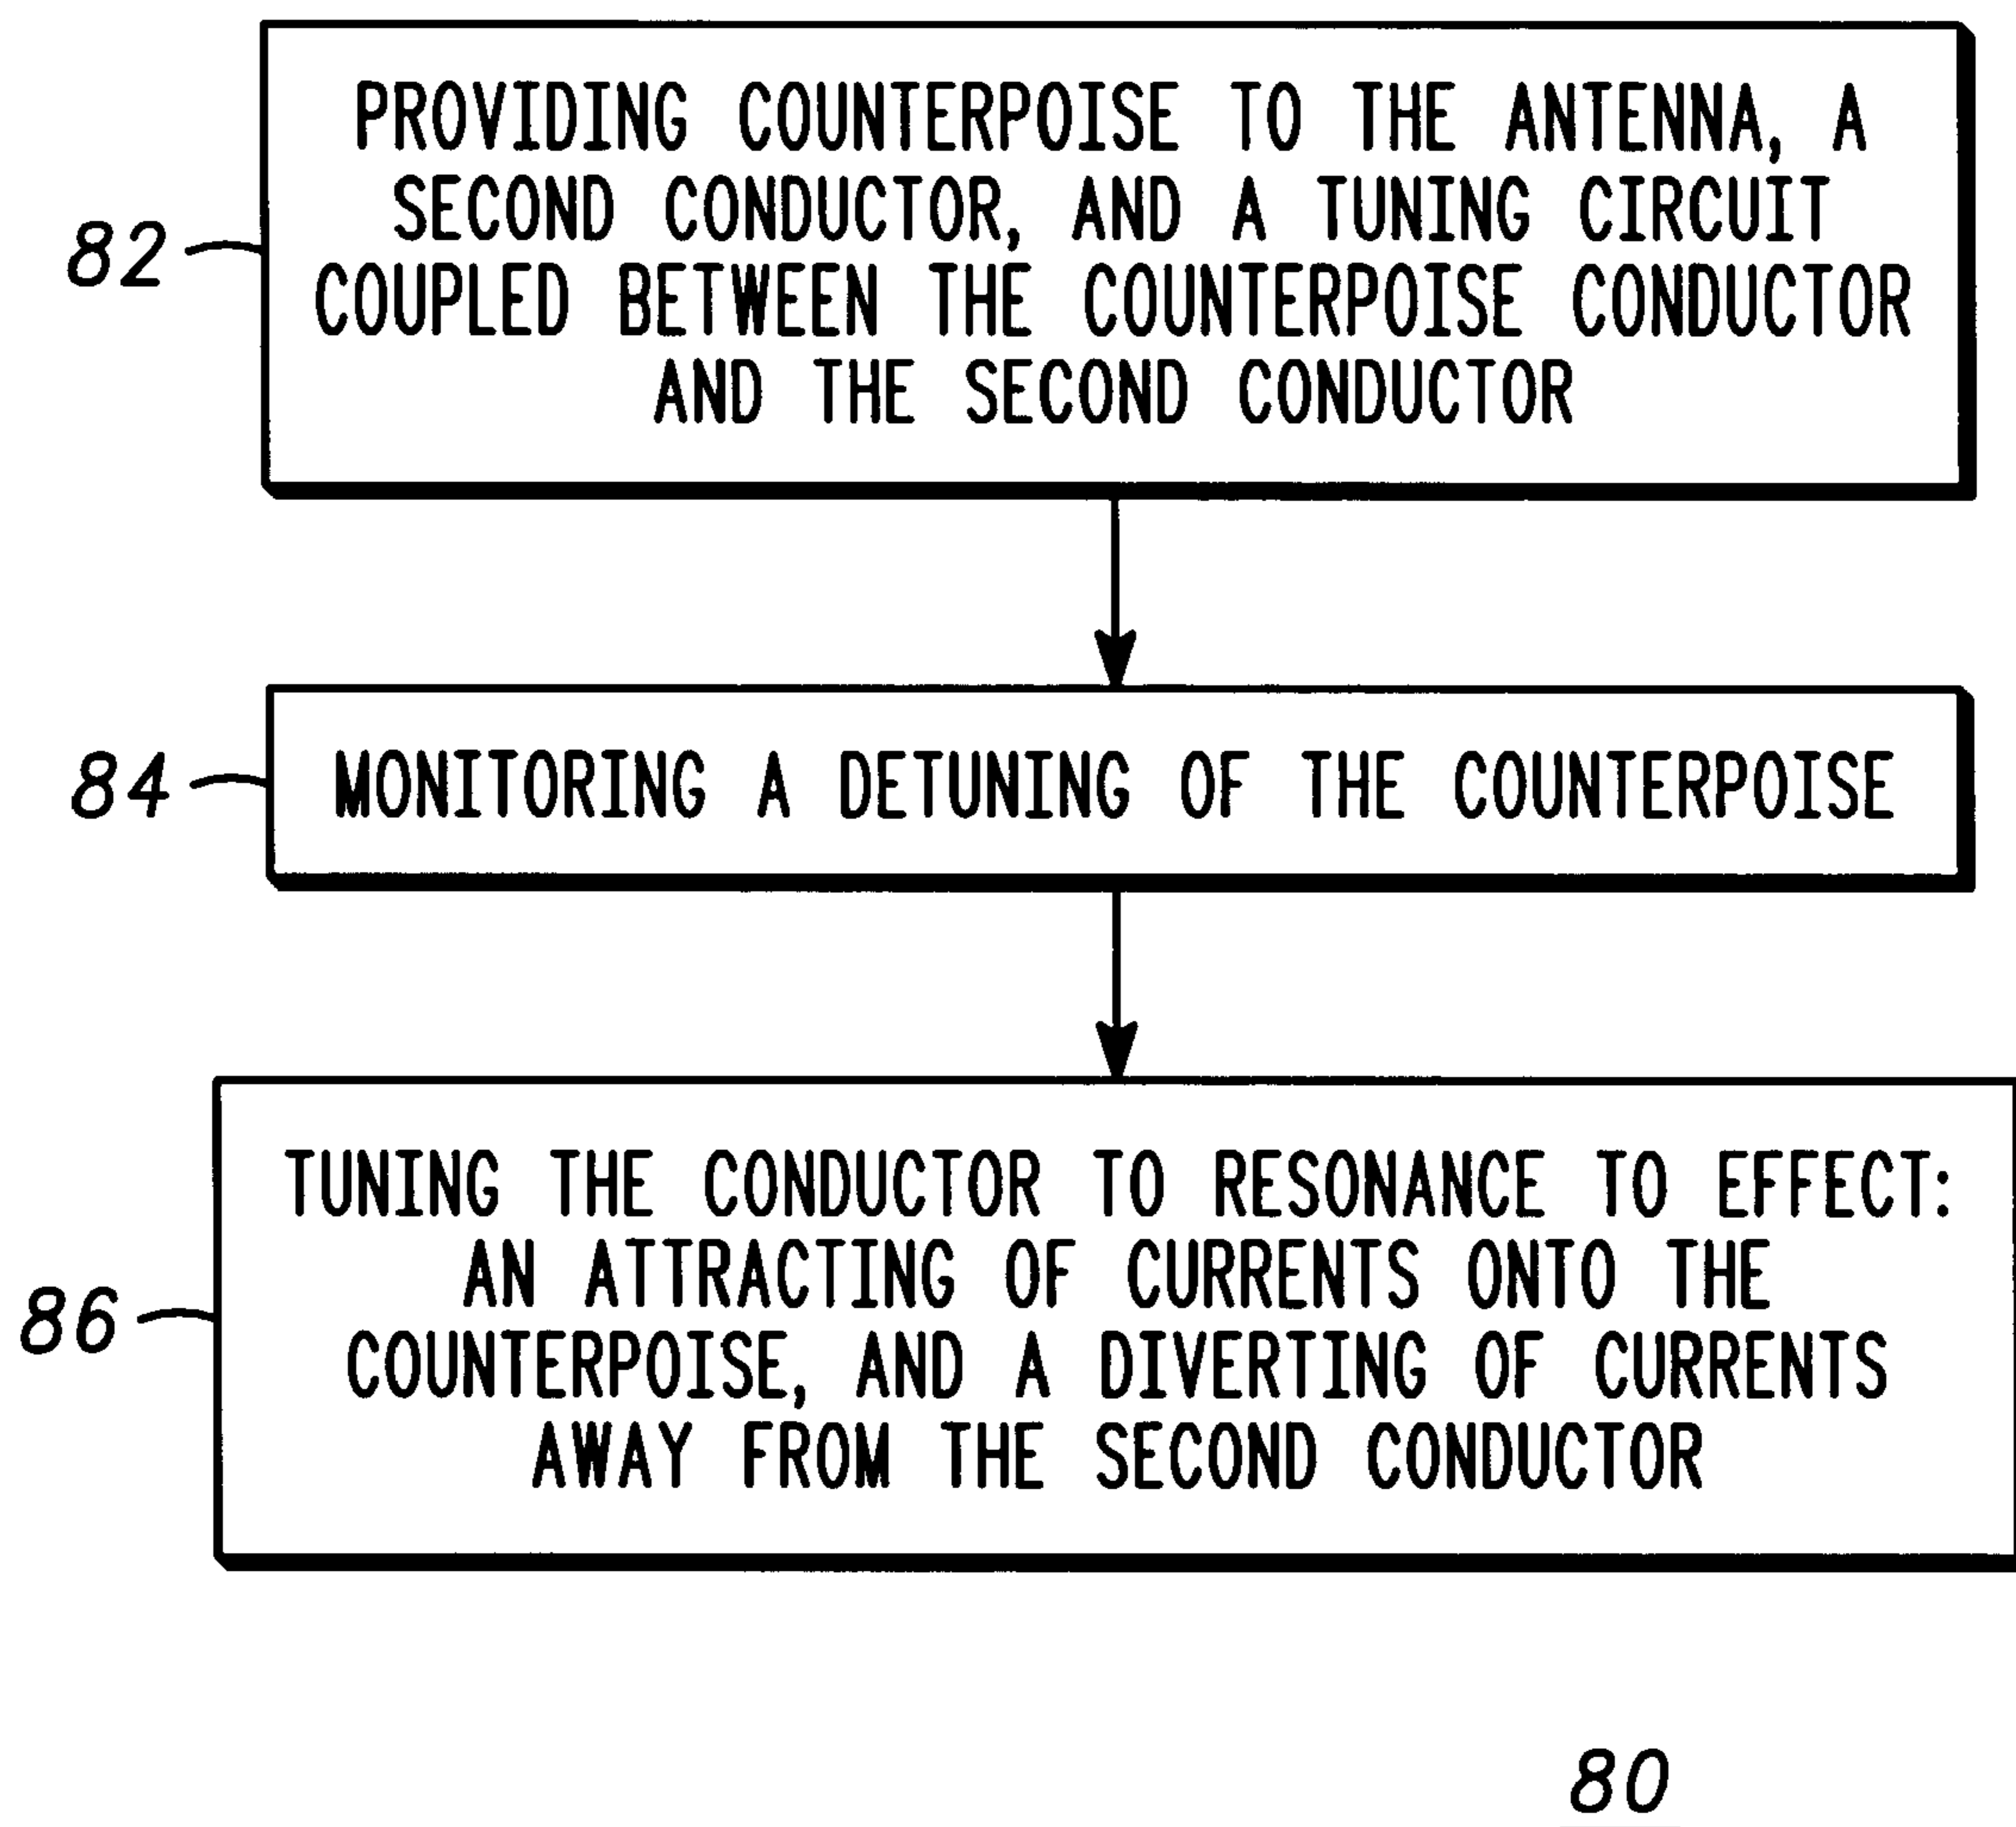 PROVIDING COUNTERPOISE TO THE ANTENNA, A
SECOND CONDUCTOR, AND A TUNING CIRCUIT
COUPLED BETWEEN THE COUNTERPOISE CONDUCTOR
AND THE SECOND CONDUCTOR
82
MONITORING A DETUNING OF THE COUNTERPOISE
84
TUNING THE CONDUCTOR TO RESONANCE TO EFFECT:
AN ATTRACTING OF CURRENTS ONTO THE
COUNTERPOISE, AND A DIVERTING OF CURRENTS
AWAY FROM THE SECOND CONDUCTOR
86
80